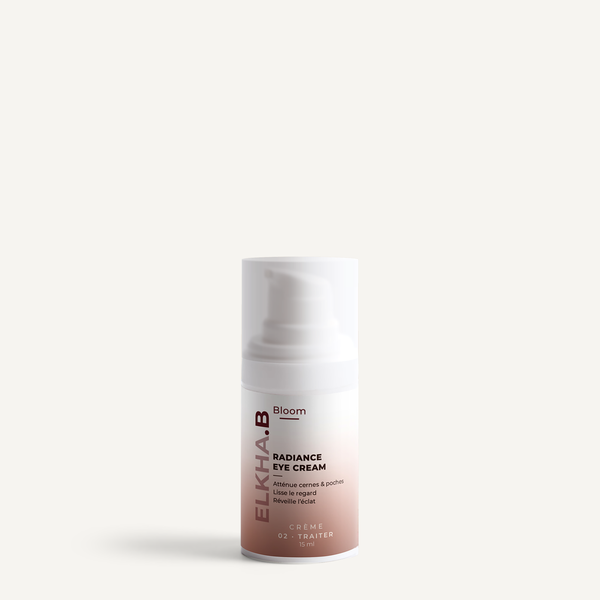 ELKHA.B
Bloom
RADIANCE
EYE CREAM
Atténue cernes & poches
Lisse le regard
Réveille l'éclat
CRÈME
02 - TRAITER
15 ml